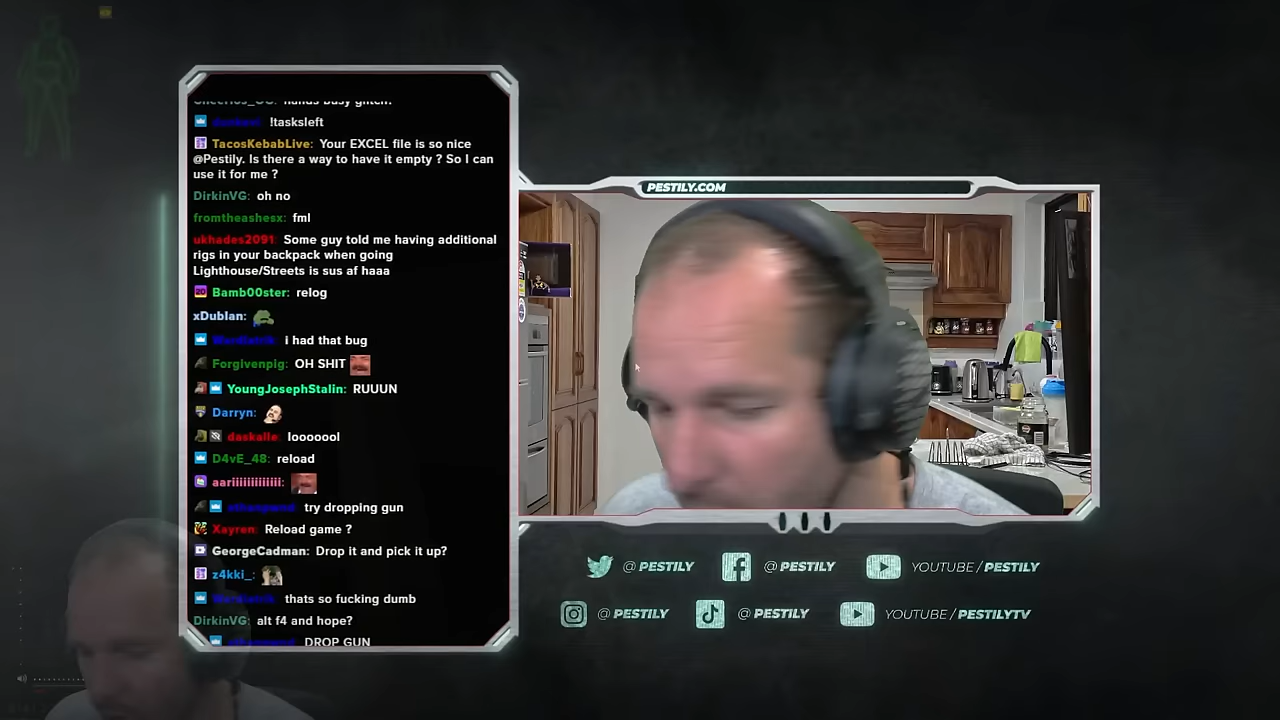 PESTILY.COM
hands busy glitch?
!tasksleft
TacosKebabLive: Your EXCEL file is so nice
@Pestily. Is there a way to have it empty ? So I can
use it for me ?
DirkinVG: oh no
fromtheashesx: fml
ukhades2091: Some guy told me having additional
rigs in your backpack when going
Lighthouse/Streets is sus af haaa
Bamb00ster: relog
xDublan:
i had that bug
Forgivenpig: OH SHIT
YoungJosephStalin: RUUUN
Darryn:
daskalle: looooool
D4vE_48: reload
aariiiiiiiiiiiii:
try dropping gun
Xayren: Reload game ?
GeorgeCadman: Drop it and pick it up?
z4kki_:
thats so fucking dumb
DirkinVG: alt f4 and hope?
DROP GUN
@PESTILY @PESTILY YOUTUBE/PESTILY
@PESTILY @PESTILY YOUTUBE/PESTILYTV